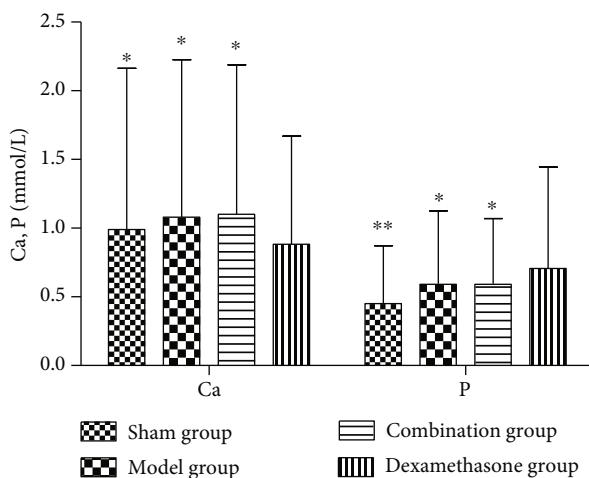 Ca, P (mmol/L)
2.5
2.0
1.5
1.0
0.5
0.0
* * *
** * *
Ca P
Sham group Combination group
Model group Dexamethasone group